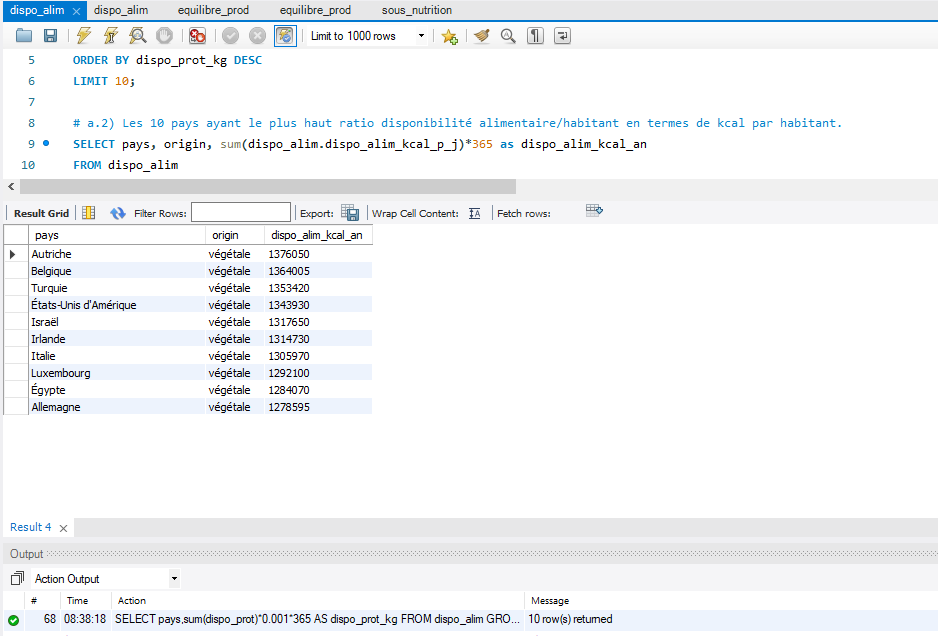 dispo_alim dispo_alim equilibre_prod equilibre_prod sous_nutrition
Limit to 1000 rows
5 ORDER BY dispo_prot_kg DESC
6 LIMIT 10;
7
8 # a.2) Les 10 pays ayant le plus haut ratio disponibilité alimentaire/habitant en termes de kcal par habitant.
9 SELECT pays, origin, sum(dispo_alim.dispo_alim_kcal_p_j)*365 as dispo_alim_kcal_an
10 FROM dispo_alim
Result Grid Filter Rows: Export: Wrap Cell Content: IA Fetch rows:
pays origin dispo_alim_kcal_an
Autriche végétale 1376050
Belgique végétale 1364005
Turquie végétale 1353420
États-Unis d'Amérique végétale 1343930
Israël végétale 1317650
Irlande végétale 1314730
Italie végétale 1305970
Luxembourg végétale 1292100
Égypte végétale 1284070
Allemagne végétale 1278595
Result 4
Output
Action Output
# Time Action Message
68 08:38:18 SELECT pays,sum(dispo_prot)*0.001*365 AS dispo_prot_kg FROM dispo_alim GRO... 10 row(s) returned